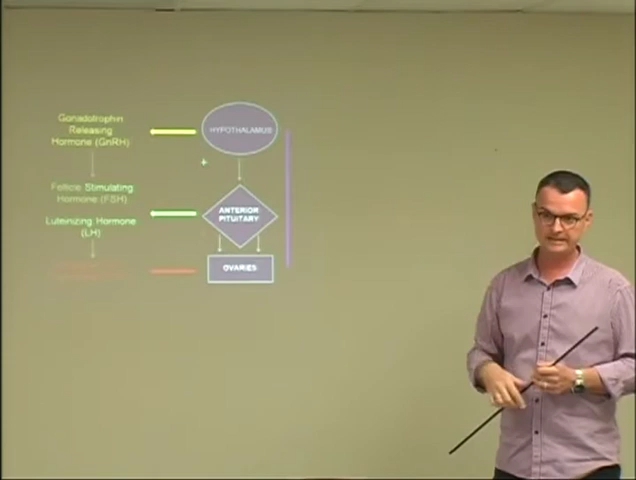 Gonadotrophin
Releasing
Hormone (GnRH)
HYPOTHALAMUS
+
Follicle Stimulating
Hormone (FSH)
Luteinizing Hormone
(LH)
ANTERIOR
PITUITARY
OVARIES